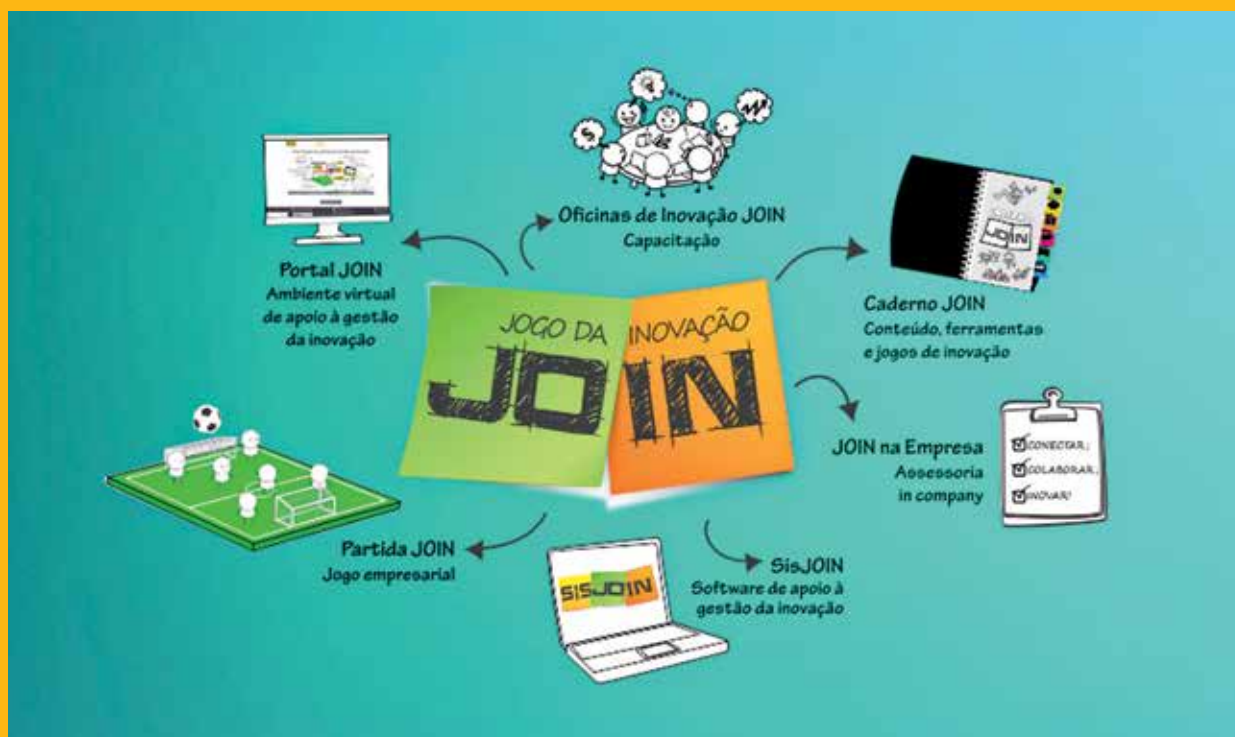 Oficinas de Inovação JOIN
Capacitação
Portal JOIN
Ambiente virtual
de apoio à gestão
da inovação
Caderno JOIN
Conteúdo, ferramentas
e jogos de inovação
JOIN
JOGO DA INOVAÇÃO
JOIN
JOIN na Empresa
Assessoria
in company
CONECTAR;
COLABORAR;
INOVAR!
Partida JOIN
Jogo empresarial
SISJOIN
SisJOIN
Software de apoio à
gestão da inovação